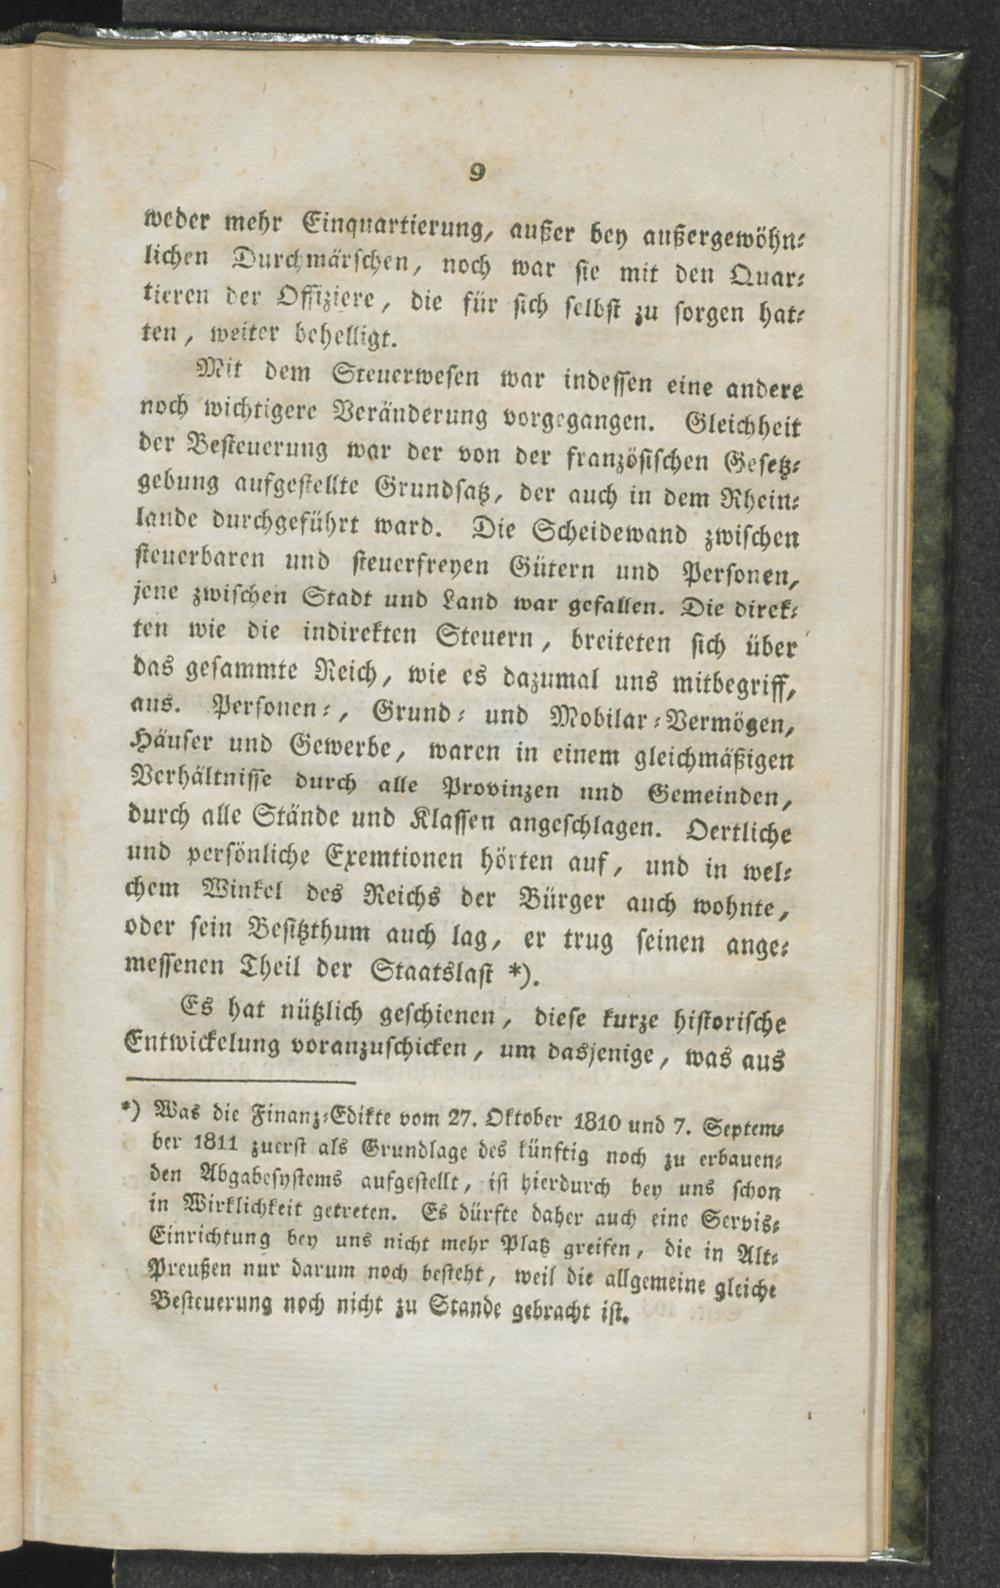 9
weder mehr Einquartierung, außer bey außergewöhn-
lichen Durchmärschen, noch war sie mit den Quar-
tieren der Offiziere, die für sich selbst zu sorgen hat-
ten, weiter behelligt.
Mit dem Steuerwesen war indessen eine andere
noch wichtigere Veränderung vorgegangen. Gleichheit
der Besteuerung war der von der französischen Gesetz-
gebung aufgestellte Grundsatz, der auch in dem Rhein-
lande durchgeführt ward. Die Scheidewand zwischen
steuerbaren und steuerfreyen Gütern und Personen,
jene zwischen Stadt und Land war gefallen. Die direk-
ten wie die indirekten Steuern, breiteten sich über
das gesammte Reich, wie es dazumal uns mitbegriff,
aus. Personen-, Grund- und Mobilar-Vermögen,
Häuser und Gewerbe, waren in einem gleichmäßigen
Verhältnisse durch alle Provinzen und Gemeinden,
durch alle Stände und Klassen angeschlagen. Oertliche
und persönliche Exemtionen hörten auf, und in wel-
chem Winkel des Reichs der Bürger auch wohnte,
oder sein Besitzthum auch lag, er trug seinen ange-
messenen Theil der Staatslast *).
Es hat nützlich geschienen, diese kurze historische
Entwickelung voranzuschicken, um dasjenige, was aus
*) Was die Finanz-Edikte vom 27. Oktober 1810 und 7. Septem-
ber 1811 zuerst als Grundlage des künftig noch zu erbauen-
den Abgabesystems aufgestellt, ist hierdurch bey uns schon
in Wirklichkeit getreten. Es dürfte daher auch eine Servis-
Einrichtung bey uns nicht mehr Platz greifen, die in Alt-
Preußen nur darum noch besteht, weil die allgemeine gleiche
Besteuerung noch nicht zu Stande gebracht ist.